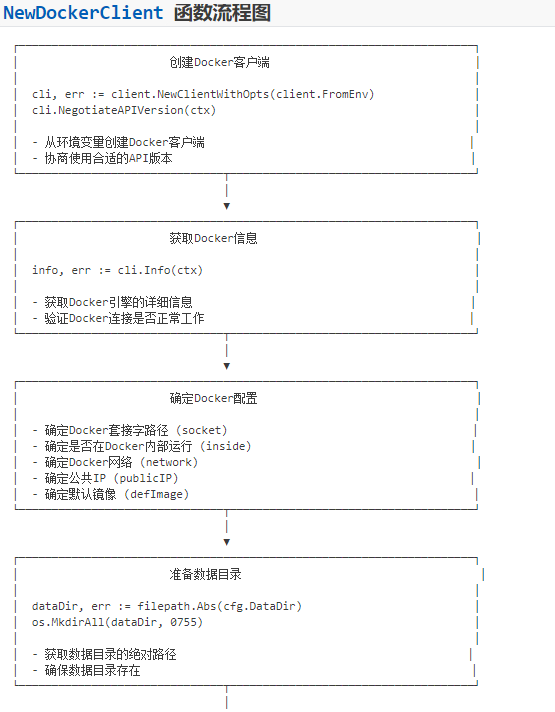 NewDockerClient 函数流程图
创建Docker客户端
cli, err := client.NewClientWithOpts(client.FromEnv)
cli.NegotiateAPIVersion(ctx)
- 从环境变量创建Docker客户端
- 协商使用合适的API版本
获取Docker信息
info, err := cli.Info(ctx)
- 获取Docker引擎的详细信息
- 验证Docker连接是否正常工作
确定Docker配置
- 确定Docker套接字路径 (socket)
- 确定是否在Docker内部运行 (inside)
- 确定Docker网络 (network)
- 确定公共IP (publicIP)
- 确定默认镜像 (defImage)
准备数据目录
dataDir, err := filepath.Abs(cfg.DataDir)
os.MkdirAll(dataDir, 0755)
- 获取数据目录的绝对路径
- 确保数据目录存在